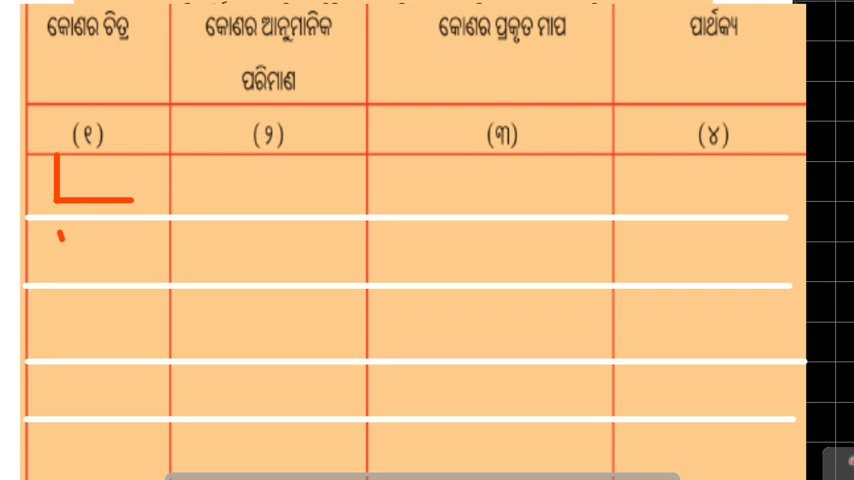 କୋଣର ଚିତ୍ର
କୋଣର ଆନୁମାନିକ ପରିମାଣ
କୋଣର ପ୍ରକୃତ ମାପ
ପାର୍ଥକ୍ୟ
(୧)
(୨)
(୩)
(୪)